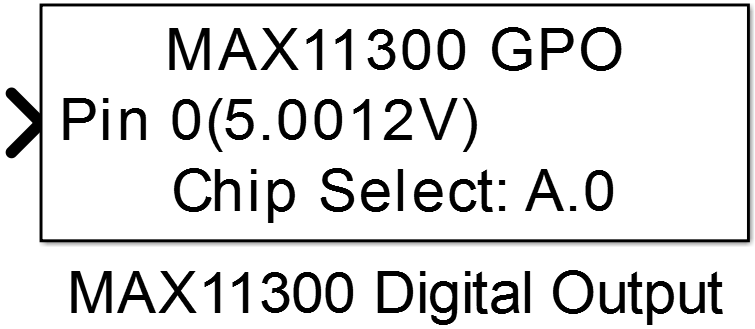 MAX11300 GPO
Pin 0(5.0012V)
Chip Select: A.0
MAX11300 Digital Output